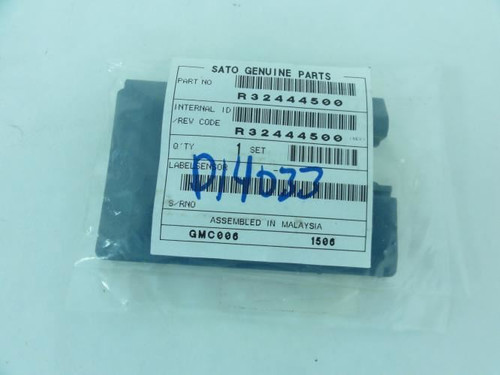 SATO GENUINE PARTS
PART NO
R32444500
INTERNAL ID
/REV CODE
R32444500
Q'TY 1 SET
LABELSENSOR
P14033
S/RNO
ASSEMBLED IN MALAYSIA
GMC006 1506